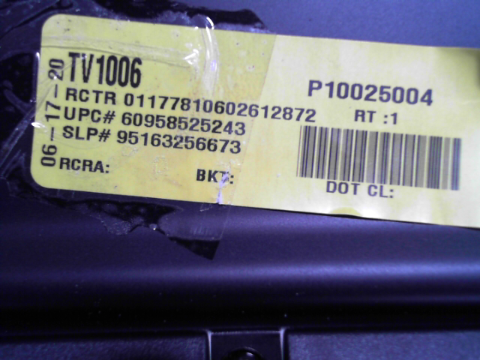 TV1006
P10025004
RCTR 01177810602612872
RT :1
UPC# 60958525243
SLP# 95163256673
RCRA:
BKT:
DOT CL:
06-17-20